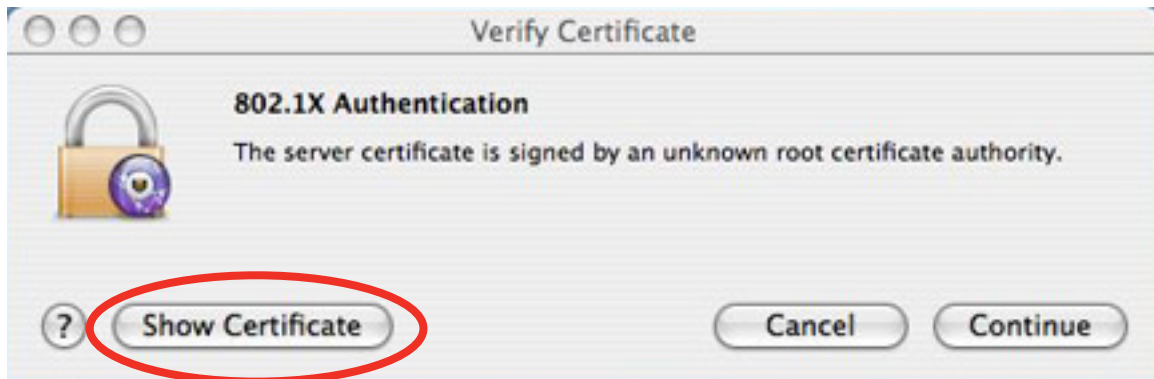 Verify Certificate
802.1X Authentication
The server certificate is signed by an unknown root certificate authority.
? Show Certificate Cancel Continue